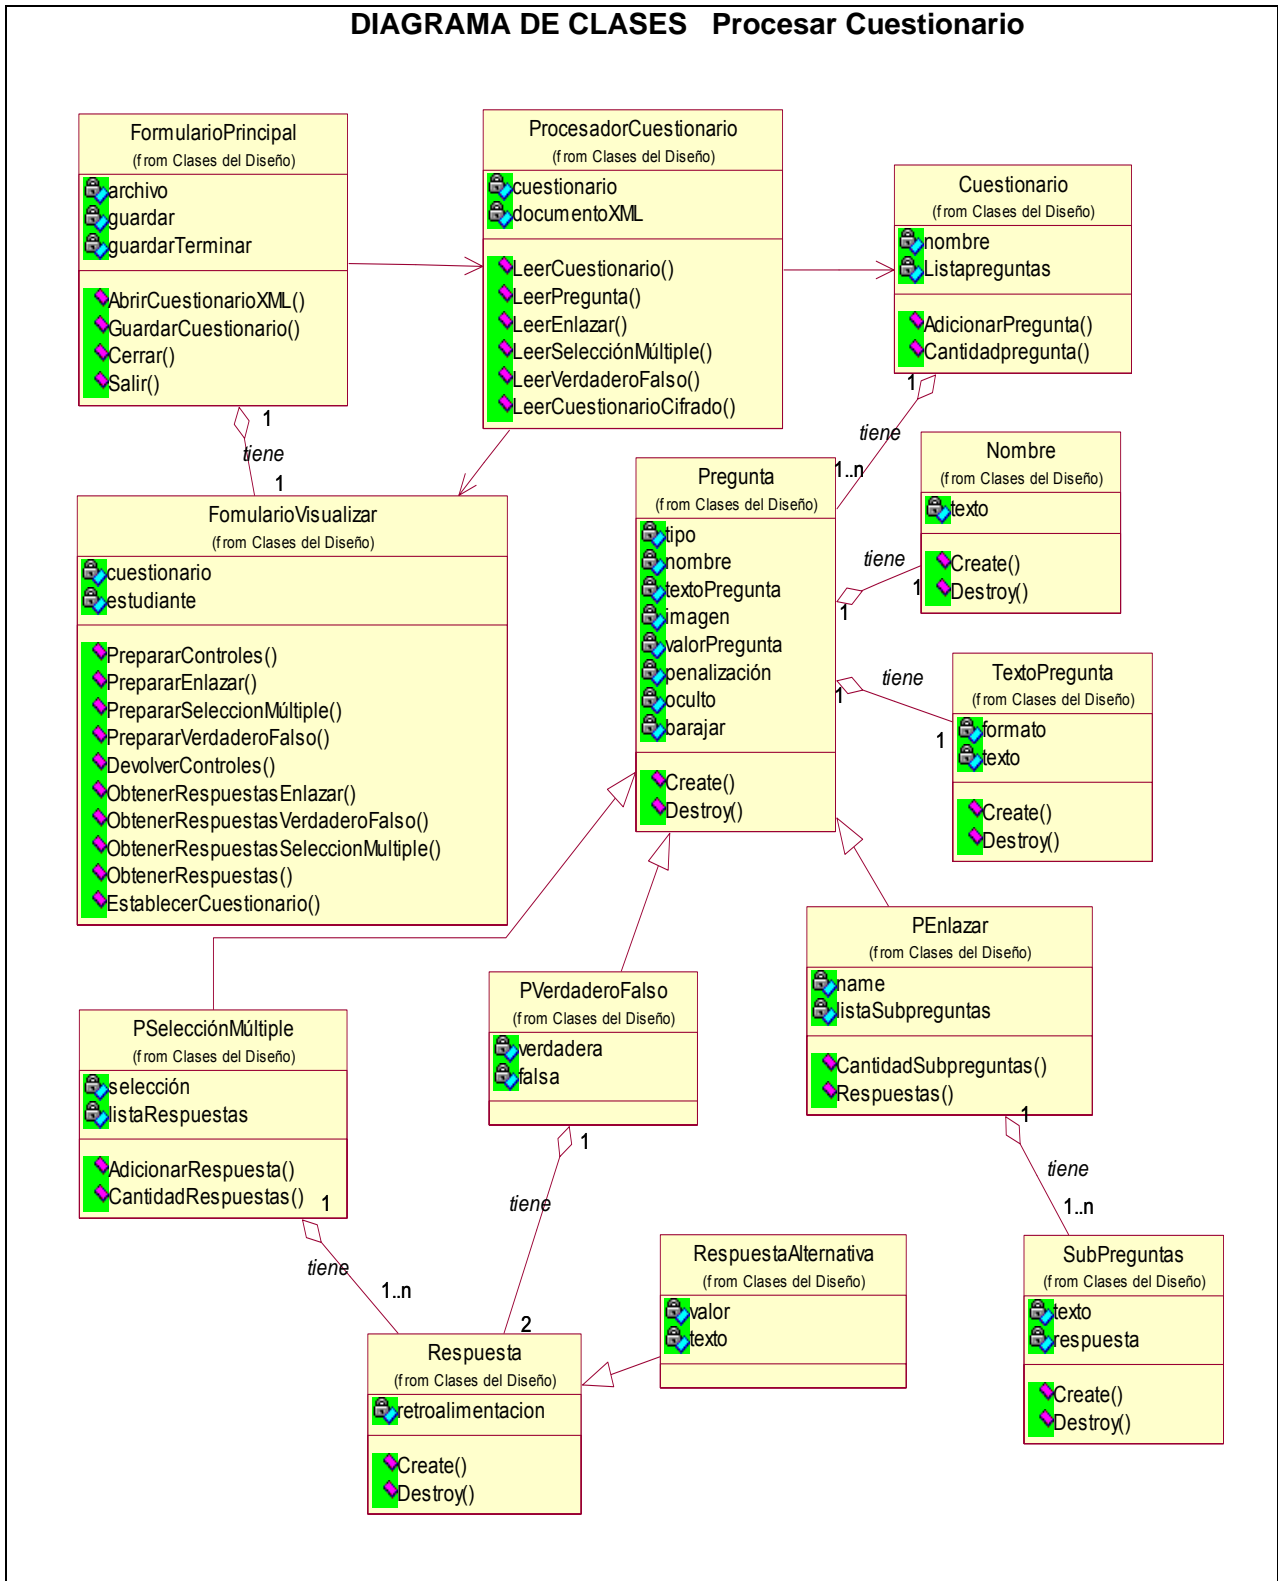 DIAGRAMA DE CLASES   Procesar Cuestionario
FormularioPrincipal
(from Clases del Diseño)
archivo
guardar
guardarTerminar
AbrirCuestionarioXML()
GuardarCuestionario()
Cerrar()
Salir()
ProcesadorCuestionario
(from Clases del Diseño)
cuestionario
documentoXML
LeerCuestionario()
LeerPregunta()
LeerEnlazar()
LeerSelecciónMúltiple()
LeerVerdaderoFalso()
LeerCuestionarioCifrado()
Cuestionario
(from Clases del Diseño)
nombre
Listapreguntas
AdicionarPregunta()
Cantidadpregunta()
1
tiene
1
1
tiene
1..n
FomularioVisualizar
(from Clases del Diseño)
cuestionario
estudiante
PrepararControles()
PrepararEnlazar()
PrepararSeleccionMúltiple()
PrepararVerdaderoFalso()
DevolverControles()
ObtenerRespuestasEnlazar()
ObtenerRespuestasVerdaderoFalso()
ObtenerRespuestasSeleccionMultiple()
ObtenerRespuestas()
EstablecerCuestionario()
Pregunta
(from Clases del Diseño)
tipo
nombre
textoPregunta
imagen
valorPregunta
penalización
oculto
barajar
Create()
Destroy()
Nombre
(from Clases del Diseño)
texto
Create()
Destroy()
tiene
1
1
TextoPregunta
(from Clases del Diseño)
formato
texto
Create()
Destroy()
tiene
1
1
PEnlazar
(from Clases del Diseño)
name
listaSubpreguntas
CantidadSubpreguntas()
Respuestas()
PVerdaderoFalso
(from Clases del Diseño)
verdadera
falsa
PSelecciónMúltiple
(from Clases del Diseño)
selección
listaRespuestas
AdicionarRespuesta()
CantidadRespuestas()
1
tiene
1..n
1
tiene
2
1
tiene
1..n
RespuestaAlternativa
(from Clases del Diseño)
valor
texto
SubPreguntas
(from Clases del Diseño)
texto
respuesta
Create()
Destroy()
Respuesta
(from Clases del Diseño)
retroalimentacion
Create()
Destroy()